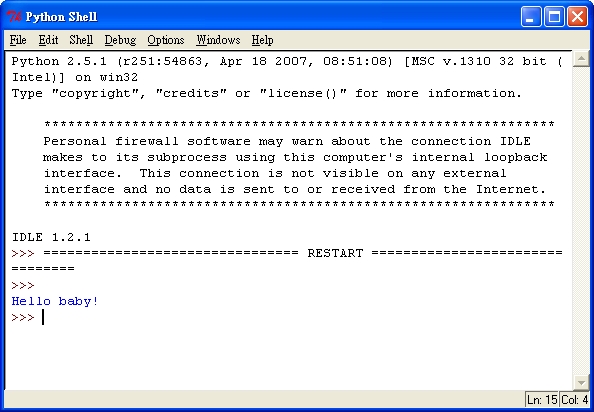 Python Shell
File Edit Shell Debug Options Windows Help
Python 2.5.1 (r251:54863, Apr 18 2007, 08:51:08) [MSC v.1310 32 bit (
Intel)] on win32
Type "copyright", "credits" or "license()" for more information.
****************************************************************
Personal firewall software may warn about the connection IDLE
makes to its subprocess using this computer's internal loopback
interface.  This connection is not visible on any external
interface and no data is sent to or received from the Internet.
****************************************************************
IDLE 1.2.1
>>> ================================ RESTART ========================
========
>>>
Hello baby!
>>>
Ln: 15 Col: 4